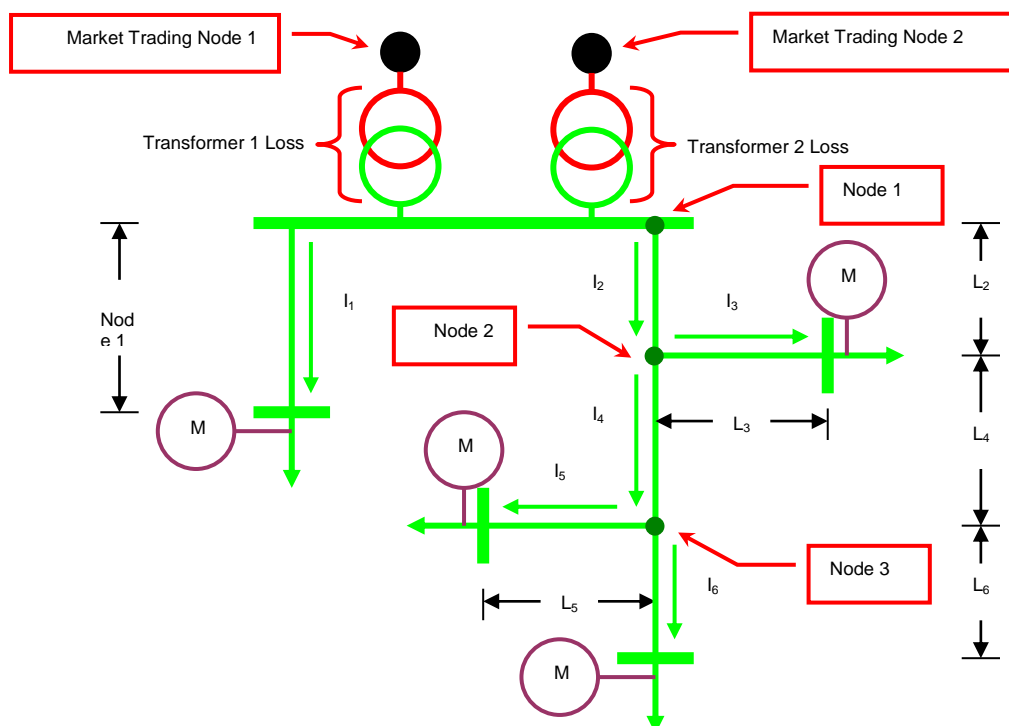 Market Trading Node 1
Market Trading Node 2
Transformer 1 Loss
Transformer 2 Loss
Node 1
I₁
I₂
I₃
M
L₂
Nod
e 1
Node 2
M
I₄
L₃
L₄
M
I₅
Node 3
I₆
L₅
L₆
M